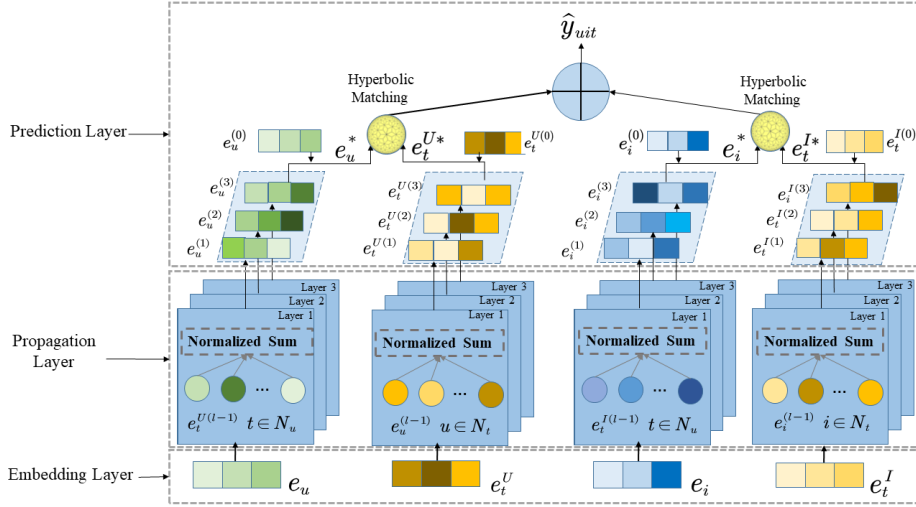 ŷ_{uit}
Hyperbolic
Matching
Hyperbolic
Matching
Prediction Layer
e_u^{(0)}
e_u^*
e_t^{U*}
e_t^{U(0)}
e_i^{(0)}
e_i^*
e_t^{I*}
e_t^{I(0)}
e_u^{(3)}
e_t^{U(3)}
e_i^{(3)}
e_i^{I(3)}
e_u^{(2)}
e_t^{U(2)}
e_i^{(2)}
e_t^{I(2)}
e_u^{(1)}
e_t^{U(1)}
e_i^{(1)}
e_t^{I(1)}
Propagation
Layer
Layer 3
Layer 2
Layer 1
Normalized Sum
...
e_t^{U(l-1)} t∈N_u
Layer 3
Layer 2
Layer 1
Normalized Sum
...
e_u^{(l-1)} u∈N_t
Layer 3
Layer 2
Layer 1
Normalized Sum
...
e_t^{I(l-1)} t∈N_u
Layer 3
Layer 2
Layer 1
Normalized Sum
...
e_i^{(l-1)} i∈N_t
Embedding Layer
e_u
e_t^U
e_i
e_t^I